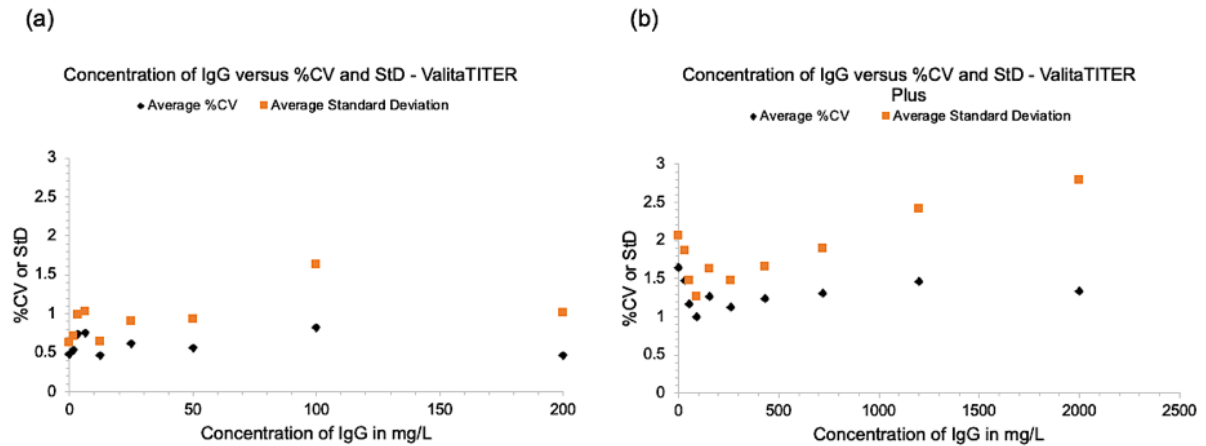 (a)
Concentration of IgG versus %CV and StD - ValitaTITER
Average %CV
Average Standard Deviation
3
2.5
2
1.5
1
0.5
0
%CV or StD
0
50
100
150
200
Concentration of IgG in mg/L
(b)
Concentration of IgG versus %CV and StD - ValitaTITER
Plus
Average %CV
Average Standard Deviation
3
2.5
2
1.5
1
0.5
0
%CV or StD
0
500
1000
1500
2000
2500
Concentration of IgG in mg/L